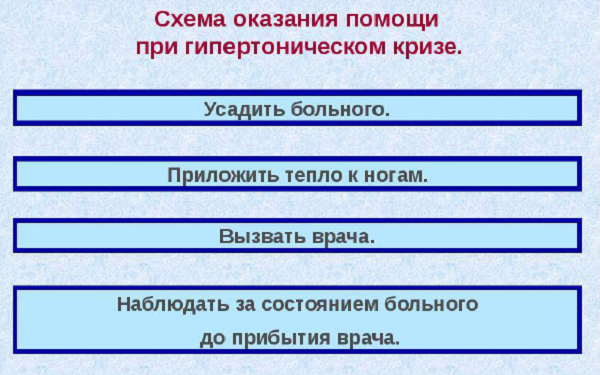 Схема оказания помощи
при гипертоническом кризе.
Усадить больного.
Приложить тепло к ногам.
Вызвать врача.
Наблюдать за состоянием больного
до прибытия врача.